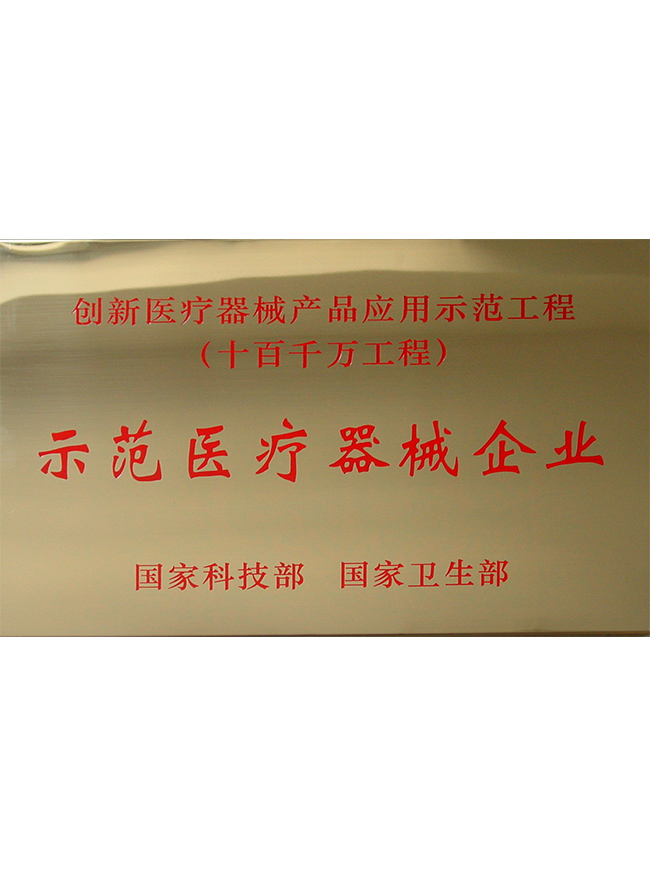 创新医疗器械产品应用示范工程
（十百千万工程）
示范医疗器械企业
国家科技部 国家卫生部